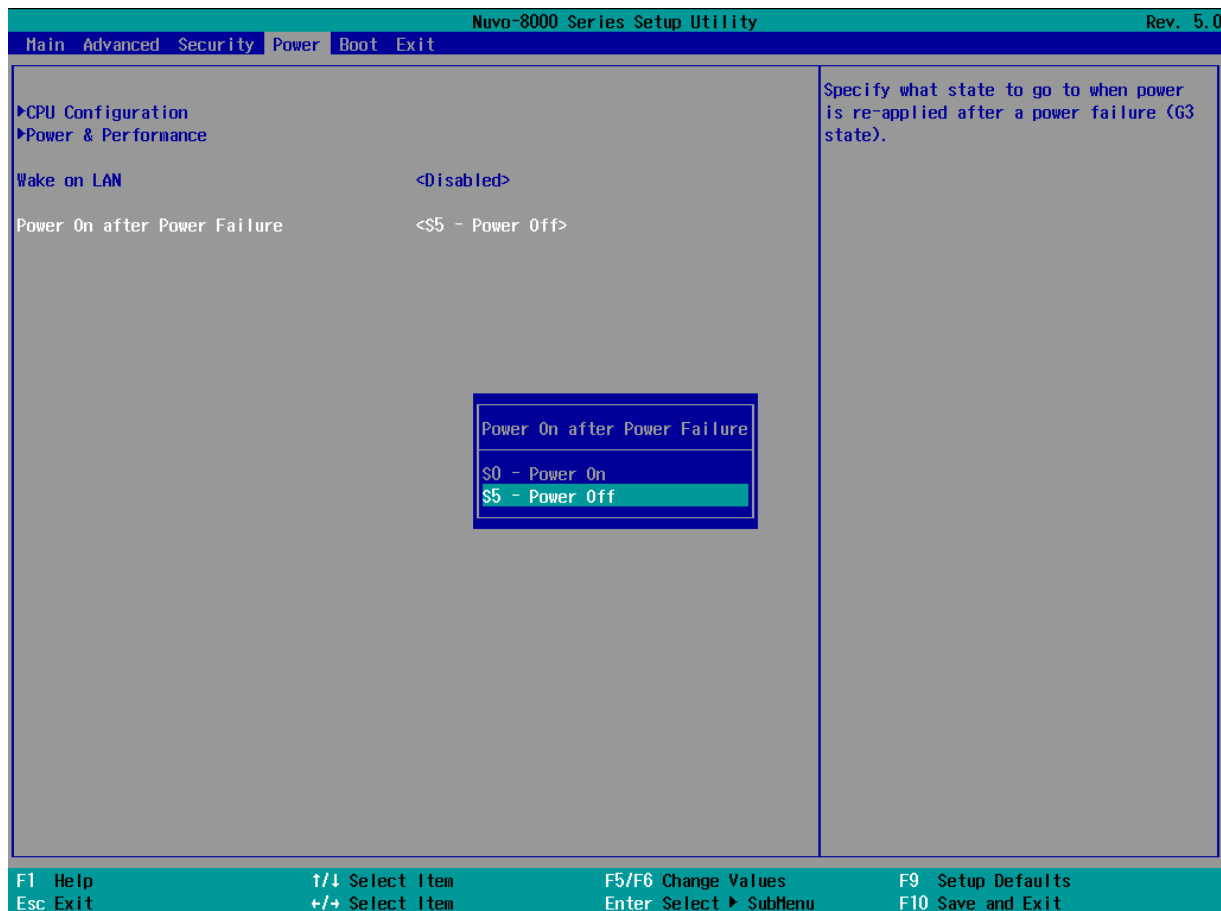 Nuvo-8000 Series Setup Utility Rev. 5.0
Main Advanced Security Power Boot Exit
▶CPU Configuration
▶Power & Performance
Wake on LAN <Disabled>
Power On after Power Failure <S5 - Power Off>
Specify what state to go to when power
is re-applied after a power failure (G3
state).
Power On after Power Failure
S0 - Power On
S5 - Power Off
F1 Help ↑/↓ Select Item F5/F6 Change Values F9 Setup Defaults
Esc Exit ←/→ Select Item Enter Select ▶ SubMenu F10 Save and Exit